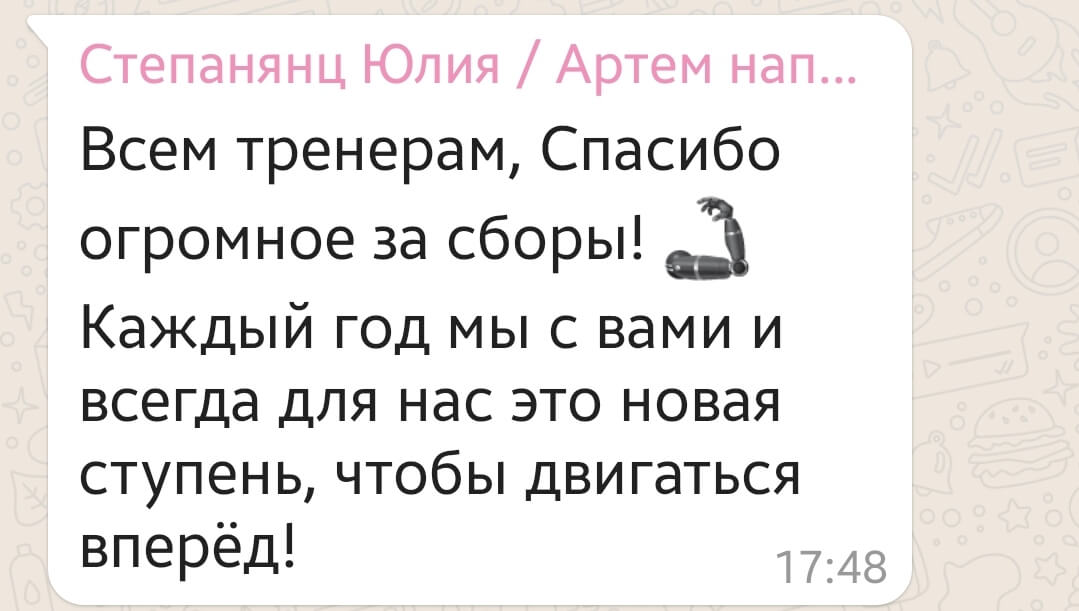 Степанянц Юлия / Артем нап...
Всем тренерам, Спасибо
огромное за сборы! 🦾
Каждый год мы с вами и
всегда для нас это новая
ступень, чтобы двигаться
вперёд!
17:48